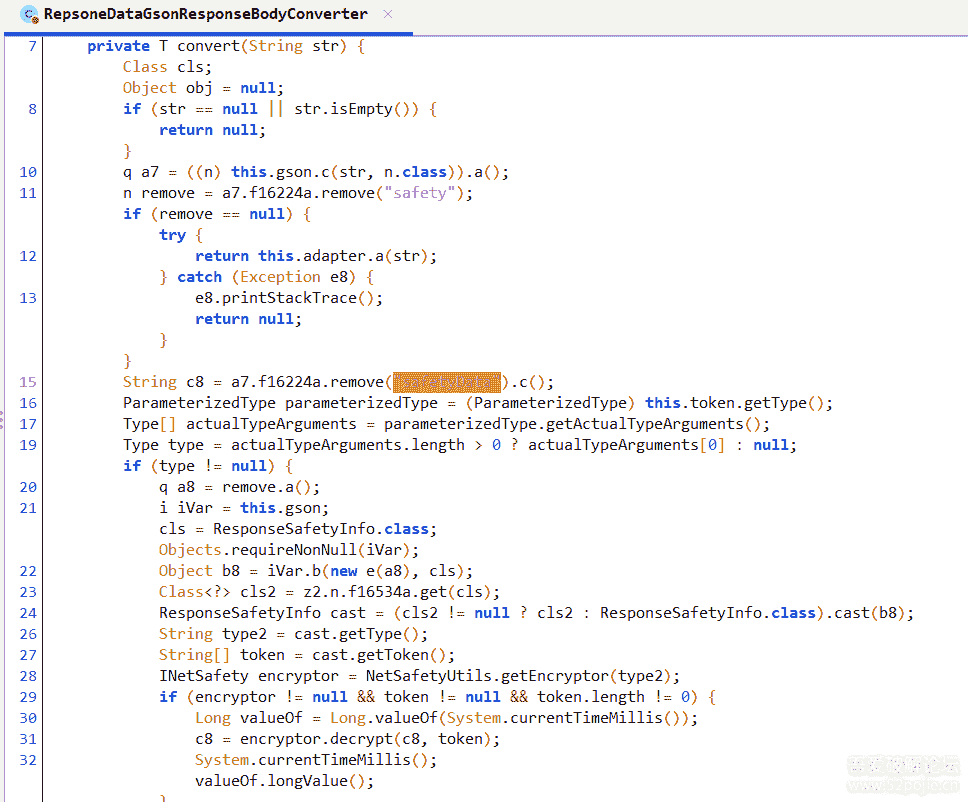 RepsoneDataGsonResponseBodyConverter
7 private T convert(String str) {
Class cls;
Object obj = null;
8 if (str == null || str.isEmpty()) {
return null;
}
10 q a7 = ((n) this.gson.c(str, n.class)).a();
11 n remove = a7.f16224a.remove("safety");
if (remove == null) {
try {
12 return this.adapter.a(str);
} catch (Exception e8) {
13 e8.printStackTrace();
return null;
}
}
15 String c8 = a7.f16224a.remove( ).c();
16 ParameterizedType parameterizedType = (ParameterizedType) this.token.getType();
17 Type[] actualTypeArguments = parameterizedType.getActualTypeArguments();
19 Type type = actualTypeArguments.length > 0 ? actualTypeArguments[0] : null;
if (type != null) {
20 q a8 = remove.a();
21 i iVar = this.gson;
cls = ResponseSafetyInfo.class;
Objects.requireNonNull(iVar);
22 Object b8 = iVar.b(new e(a8), cls);
23 Class<?> cls2 = z2.n.f16534a.get(cls);
24 ResponseSafetyInfo cast = (cls2 != null ? cls2 : ResponseSafetyInfo.class).cast(b8);
26 String type2 = cast.getType();
27 String[] token = cast.getToken();
28 INetSafety encryptor = NetSafetyUtils.getEncryptor(type2);
29 if (encryptor != null && token != null && token.length != 0) {
30 Long valueOf = Long.valueOf(System.currentTimeMillis());
31 c8 = encryptor.decrypt(c8, token);
32 System.currentTimeMillis();
valueOf.longValue();
}